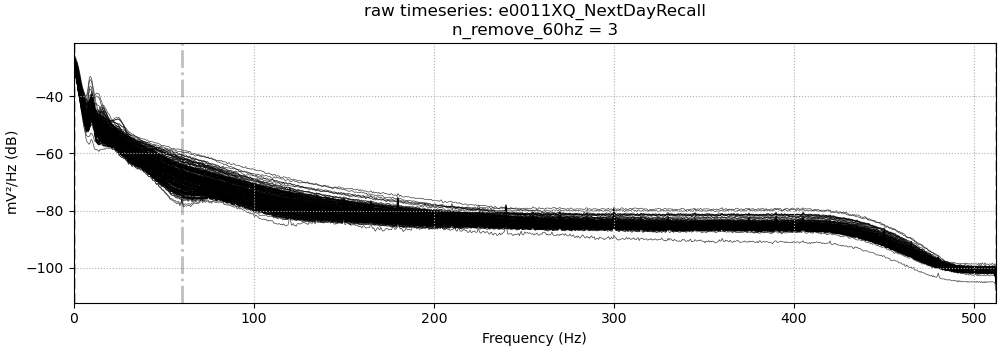 raw timeseries: e0011XQ_NextDayRecall
n_remove_60hz = 3
mV²/Hz (dB)
−40
−60
−80
−100
0 100 200 300 400 500
Frequency (Hz)